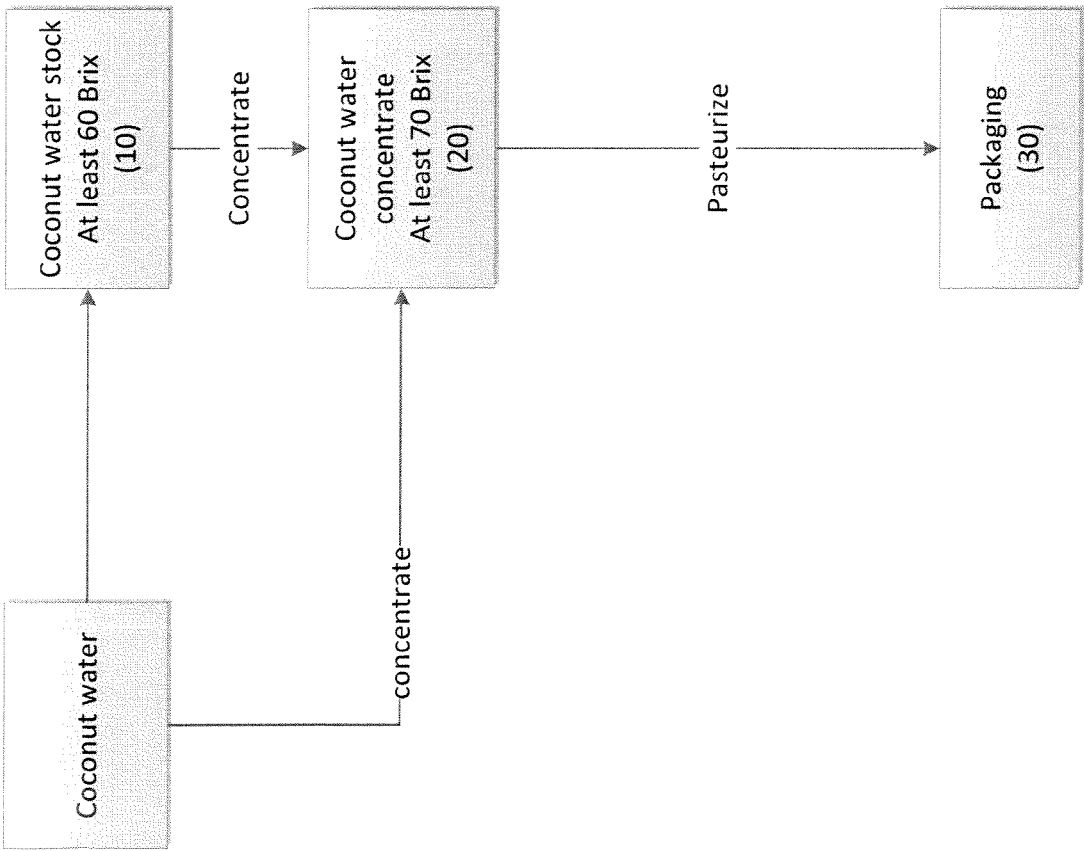 Coconut water
Coconut water stock
At least 60 Brix
(10)
Concentrate
concentrate
Coconut water
concentrate
At least 70 Brix
(20)
Pasteurize
Packaging
(30)